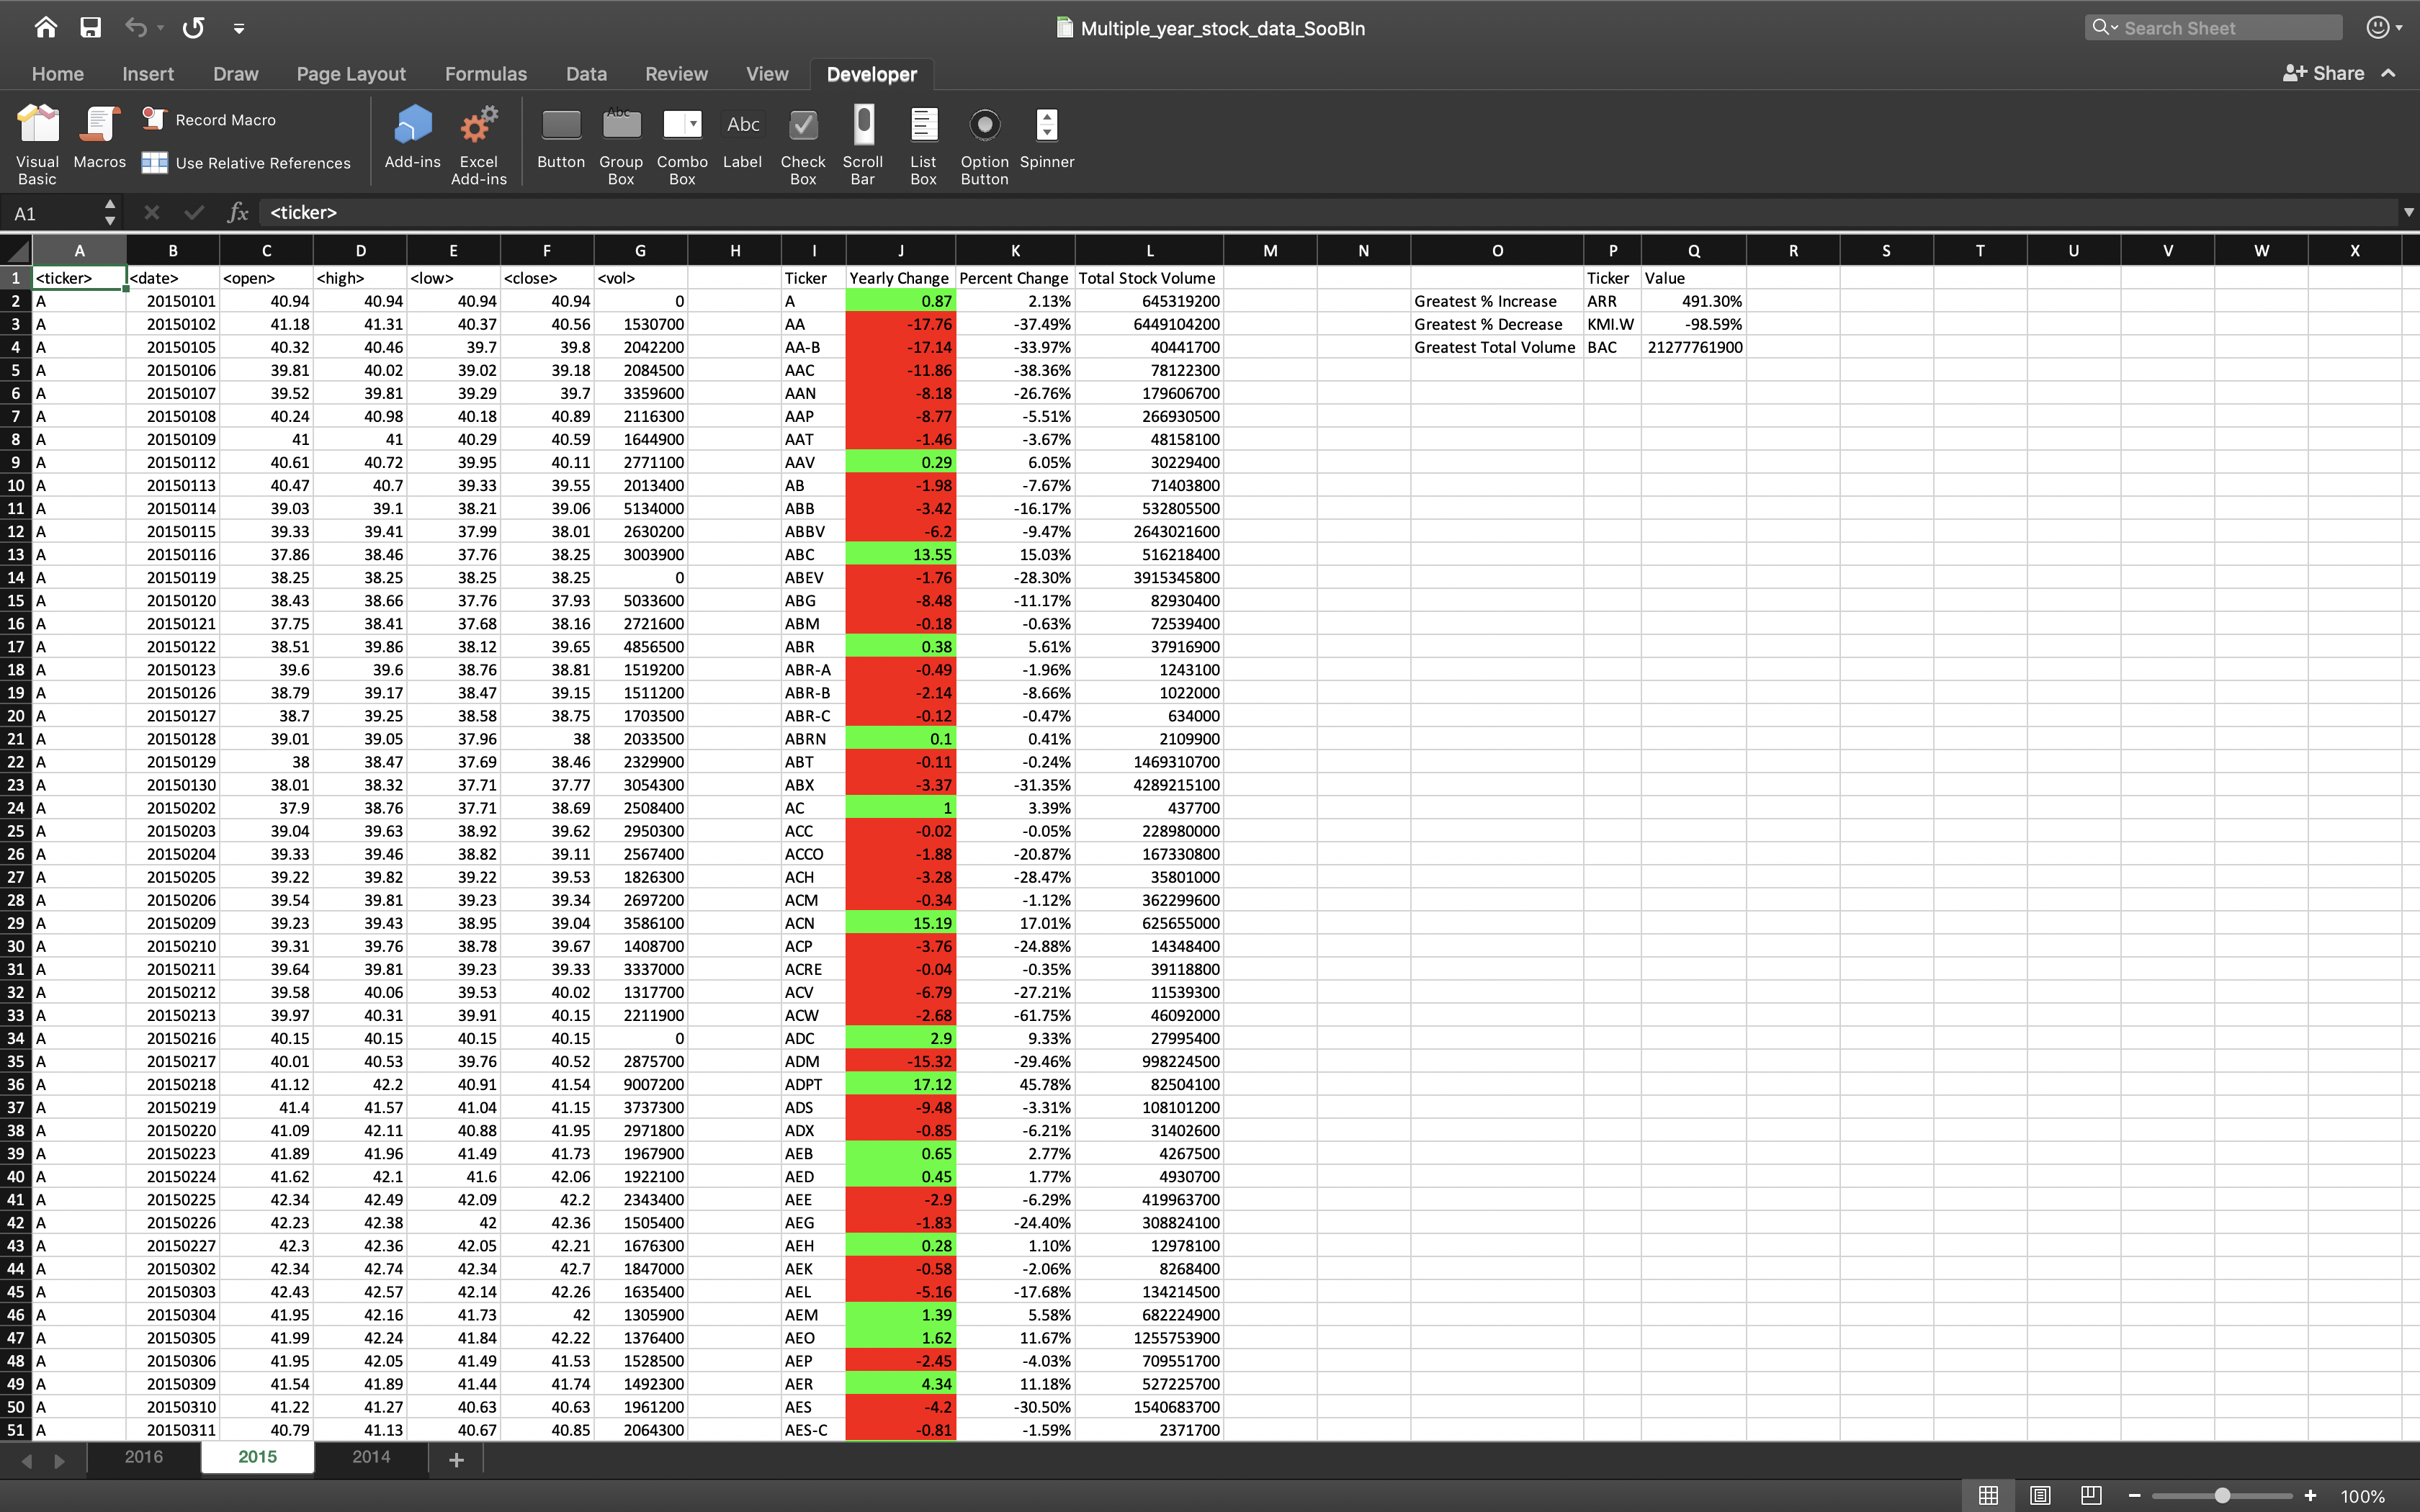 Multiple_year_stock_data_SooBIn
Search Sheet
Home Insert Draw Page Layout Formulas Data Review View Developer Share
Visual Basic Macros Record Macro Use Relative References Add-ins Excel Add-ins Button Abc Group Box Combo Box Abc Label Check Box Scroll Bar List Box Option Button Spinner
A1 fx <ticker>
A B C D E F G H I J K L M N O P Q R S T U V W X
1 <ticker> <date> <open> <high> <low> <close> <vol> Ticker Yearly Change Percent Change Total Stock Volume Ticker Value
2 A 20150101 40.94 40.94 40.94 40.94 0 A 0.87 2.13% 645319200 Greatest % Increase ARR 491.30%
3 A 20150102 41.18 41.31 40.37 40.56 1530700 AA -17.76 -37.49% 6449104200 Greatest % Decrease KMI.W -98.59%
4 A 20150105 40.32 40.46 39.7 39.8 2042200 AA-B -17.14 -33.97% 40441700 Greatest Total Volume BAC 21277761900
5 A 20150106 39.81 40.02 39.02 39.18 2084500 AAC -11.86 -38.36% 78122300
6 A 20150107 39.52 39.81 39.29 39.7 3359600 AAN -8.18 -26.76% 179606700
7 A 20150108 40.24 40.98 40.18 40.89 2116300 AAP -8.77 -5.51% 266930500
8 A 20150109 41 41 40.29 40.59 1644900 AAT -1.46 -3.67% 48158100
9 A 20150112 40.61 40.72 39.95 40.11 2771100 AAV 0.29 6.05% 30229400
10 A 20150113 40.47 40.7 39.33 39.55 2013400 AB -1.98 -7.67% 71403800
11 A 20150114 39.03 39.1 38.21 39.06 5134000 ABB -3.42 -16.17% 532805500
12 A 20150115 39.33 39.41 37.99 38.01 2630200 ABBV -6.2 -9.47% 2643021600
13 A 20150116 37.86 38.46 37.76 38.25 3003900 ABC 13.55 15.03% 516218400
14 A 20150119 38.25 38.25 38.25 38.25 0 ABEV -1.76 -28.30% 3915345800
15 A 20150120 38.43 38.66 37.76 37.93 5033600 ABG -8.48 -11.17% 82930400
16 A 20150121 37.75 38.41 37.68 38.16 2721600 ABM -0.18 -0.63% 72539400
17 A 20150122 38.51 39.86 38.12 39.65 4856500 ABR 0.38 5.61% 37916900
18 A 20150123 39.6 39.6 38.76 38.81 1519200 ABR-A -0.49 -1.96% 1243100
19 A 20150126 38.79 39.17 38.47 39.15 1511200 ABR-B -2.14 -8.66% 1022000
20 A 20150127 38.7 39.25 38.58 38.75 1703500 ABR-C -0.12 -0.47% 634000
21 A 20150128 39.01 39.05 37.96 38 2033500 ABRN 0.1 0.41% 2109900
22 A 20150129 38 38.47 37.69 38.46 2329900 ABT -0.11 -0.24% 1469310700
23 A 20150130 38.01 38.32 37.71 37.77 3054300 ABX -3.37 -31.35% 4289215100
24 A 20150202 37.9 38.76 37.71 38.69 2508400 AC 1 3.39% 437700
25 A 20150203 39.04 39.63 38.92 39.62 2950300 ACC -0.02 -0.05% 228980000
26 A 20150204 39.33 39.46 38.82 39.11 2567400 ACCO -1.88 -20.87% 167330800
27 A 20150205 39.22 39.82 39.22 39.53 1826300 ACH -3.28 -28.47% 35801000
28 A 20150206 39.54 39.81 39.23 39.34 2697200 ACM -0.34 -1.12% 362299600
29 A 20150209 39.23 39.43 38.95 39.04 3586100 ACN 15.19 17.01% 625655000
30 A 20150210 39.31 39.76 38.78 39.67 1408700 ACP -3.76 -24.88% 14348400
31 A 20150211 39.64 39.81 39.23 39.33 3337000 ACRE -0.04 -0.35% 39118800
32 A 20150212 39.58 40.06 39.53 40.02 1317700 ACV -6.79 -27.21% 11539300
33 A 20150213 39.97 40.31 39.91 40.15 2211900 ACW -2.68 -61.75% 46092000
34 A 20150216 40.15 40.15 40.15 40.15 0 ADC 2.9 9.33% 27995400
35 A 20150217 40.01 40.53 39.76 40.52 2875700 ADM -15.32 -29.46% 998224500
36 A 20150218 41.12 42.2 40.91 41.54 9007200 ADPT 17.12 45.78% 82504100
37 A 20150219 41.4 41.57 41.04 41.15 3737300 ADS -9.48 -3.31% 108101200
38 A 20150220 41.09 42.11 40.88 41.95 2971800 ADX -0.85 -6.21% 31402600
39 A 20150223 41.89 41.96 41.49 41.73 1967900 AEB 0.65 2.77% 4267500
40 A 20150224 41.62 42.1 41.6 42.06 1922100 AED 0.45 1.77% 4930700
41 A 20150225 42.34 42.49 42.09 42.2 2343400 AEE -2.9 -6.29% 419963700
42 A 20150226 42.23 42.38 42 42.36 1505400 AEG -1.83 -24.40% 308824100
43 A 20150227 42.3 42.36 42.05 42.21 1676300 AEH 0.28 1.10% 12978100
44 A 20150302 42.34 42.74 42.34 42.7 1847000 AEK -0.58 -2.06% 8268400
45 A 20150303 42.43 42.57 42.14 42.26 1635400 AEL -5.16 -17.68% 134214500
46 A 20150304 41.95 42.16 41.73 42 1305900 AEM 1.39 5.58% 682224900
47 A 20150305 41.99 42.24 41.84 42.22 1376400 AEO 1.62 11.67% 1255753900
48 A 20150306 41.95 42.05 41.49 41.53 1528500 AEP -2.45 -4.03% 709551700
49 A 20150309 41.54 41.89 41.44 41.74 1492300 AER 4.34 11.18% 527225700
50 A 20150310 41.22 41.27 40.63 40.63 1961200 AES -4.2 -30.50% 1540683700
51 A 20150311 40.79 41.13 40.67 40.85 2064300 AES-C -0.81 -1.59% 2371700
2016 2015 2014 +
100%